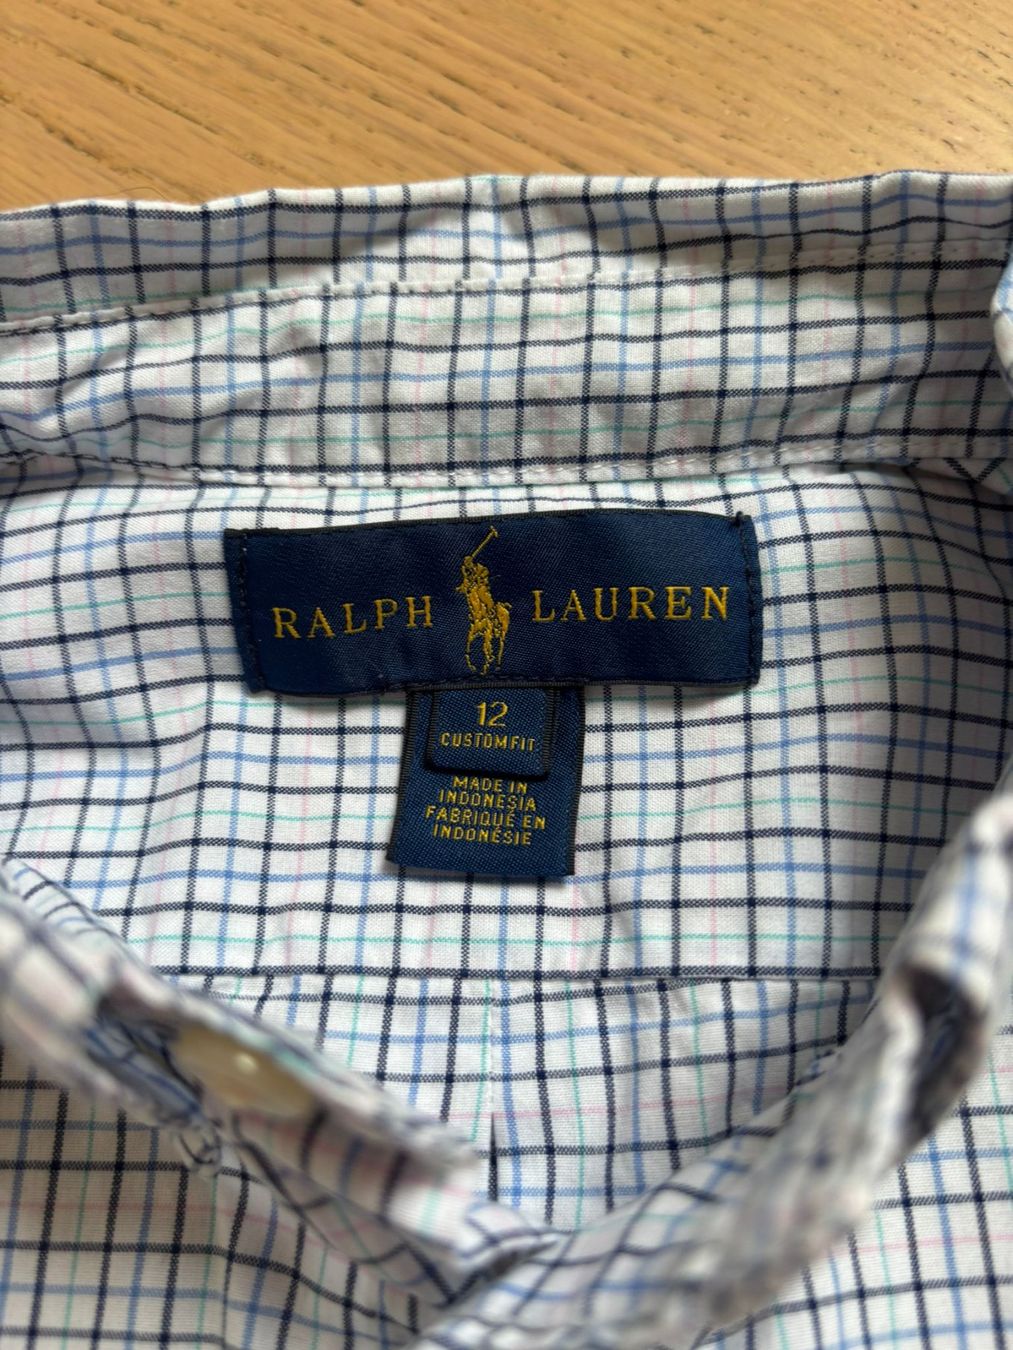 RALPH LAUREN
12
CUSTOM FIT
MADE IN
INDONESIA
FABRIQUÉ EN
INDONÉSIE